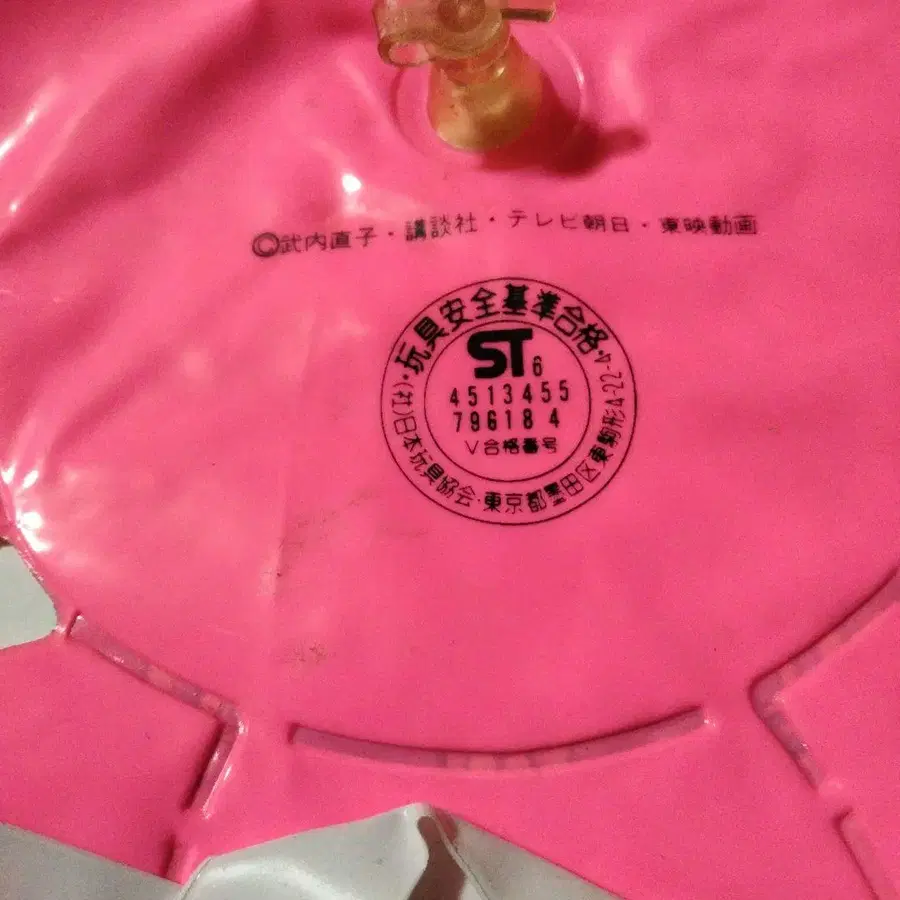 ©武内直子・講談社・テレビ朝日・東映動画
・玩具安全基準合格・
ST6
4513455
796184
V合格番号
(社)日本玩具協会・東京都墨田区東駒形4-22-4